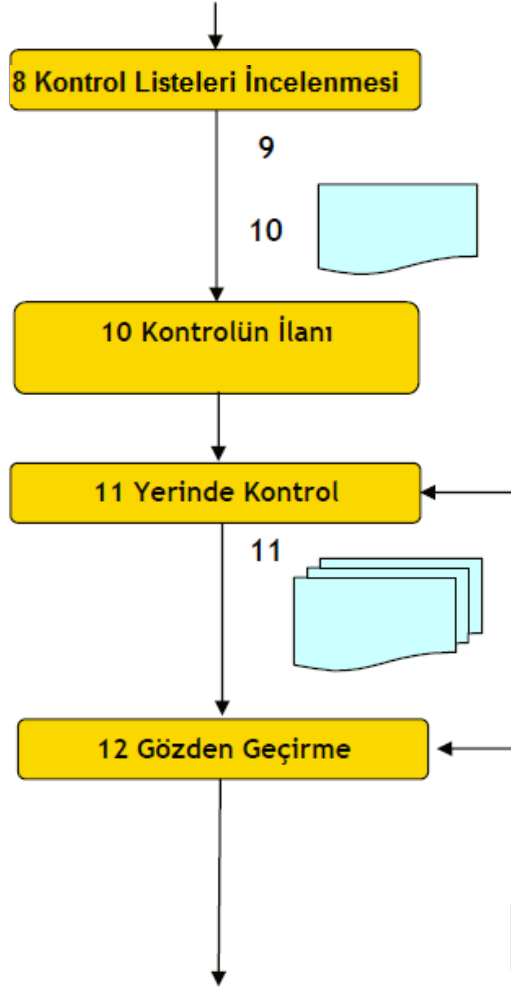 8 Kontrol Listeleri İncelenmesi
9
10
10 Kontrolün İlanı
11 Yerinde Kontrol
11
12 Gözden Geçirme